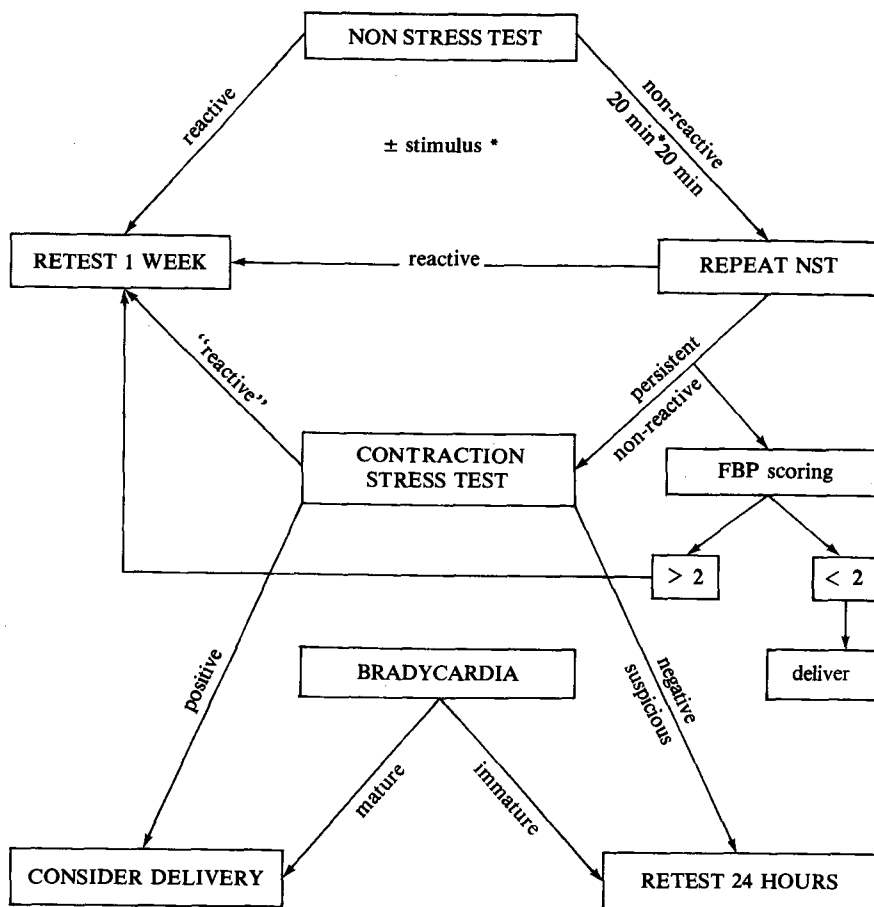 NON STRESS TEST
reactive
non-reactive
20 min*20 min
± stimulus *
RETEST 1 WEEK
reactive
REPEAT NST
"reactive"
persistent
non-reactive
CONTRACTION
STRESS TEST
FBP scoring
> 2
< 2
deliver
positive
BRADYCARDIA
negative
suspicious
mature
immature
CONSIDER DELIVERY
RETEST 24 HOURS